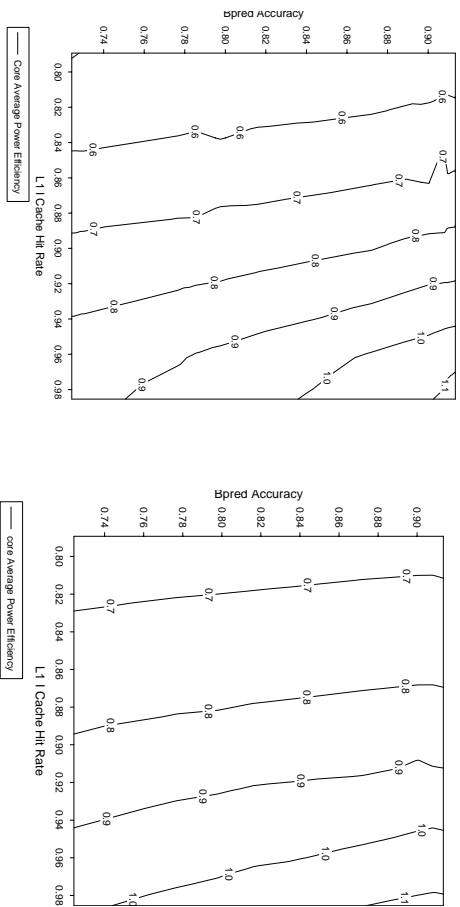 Bpred Accuracy
0.74 0.76 0.78 0.80 0.82 0.84 0.86 0.88 0.90
0.80 0.82 0.84 0.86 0.88 0.90 0.92 0.94 0.96 0.98
0.6 0.6 0.6 0.6 0.6
0.7 0.7 0.7 0.7 0.7
0.8 0.8 0.8 0.8
0.9 0.9 0.9 0.9
1.0 1.0
1.1
L1 I Cache Hit Rate
Core Average Power Efficiency
Bpred Accuracy
0.74 0.76 0.78 0.80 0.82 0.84 0.86 0.88 0.90
0.80 0.82 0.84 0.86 0.88 0.90 0.92 0.94 0.96 0.98
0.7 0.7 0.7 0.7
0.8 0.8 0.8 0.8
0.9 0.9 0.9 0.9
1.0 1.0 1.0 1.0
1.1
L1 I Cache Hit Rate
core Average Power Efficiency